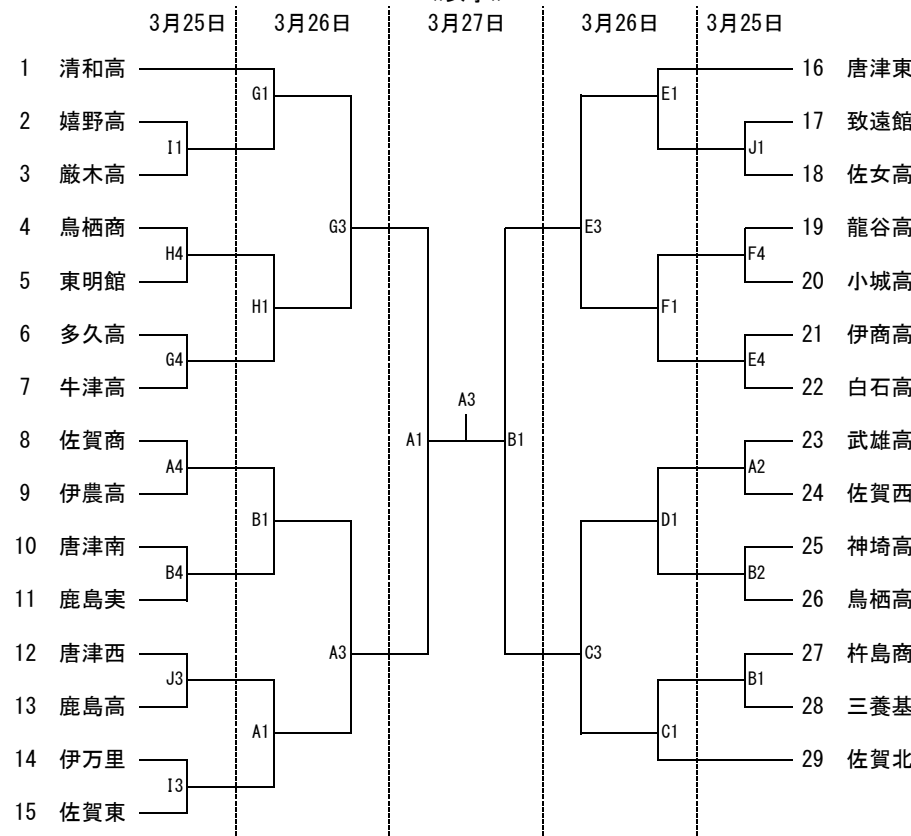 3月25日 3月26日 3月27日 3月26日 3月25日
1 清和高 16 唐津東
G1 E1
2 嬉野高 17 致遠館
I1 J1
3 厳木高 18 佐女高
4 鳥栖商 G3 E3 19 龍谷高
H4 F4
5 東明館 20 小城高
H1 F1
6 多久高 21 伊商高
G4 E4
7 牛津高 22 白石高
A3
8 佐賀商 A1 B1 23 武雄高
A4 A2
9 伊農高 24 佐賀西
B1 D1
10 唐津南 25 神埼高
B4 B2
11 鹿島実 26 鳥栖高
12 唐津西 A3 C3 27 杵島商
J3 B1
13 鹿島高 28 三養基
A1 C1
14 伊万里 29 佐賀北
I3
15 佐賀東